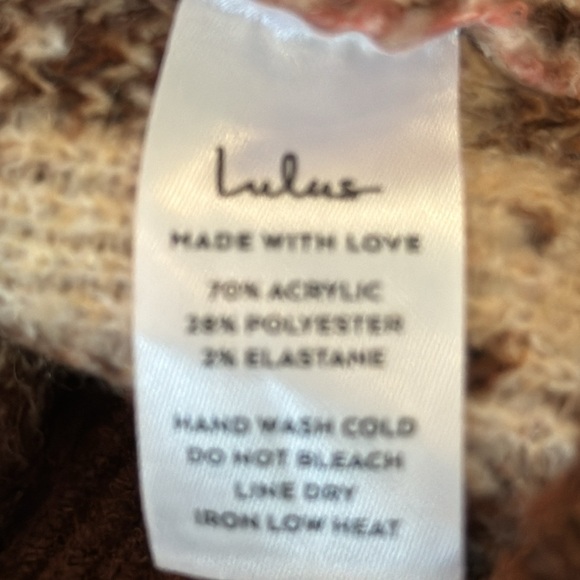 Lulus
MADE WITH LOVE
70% ACRYLIC
28% POLYESTER
2% ELASTANE
HAND WASH COLD
DO NOT BLEACH
LINE DRY
IRON LOW HEAT